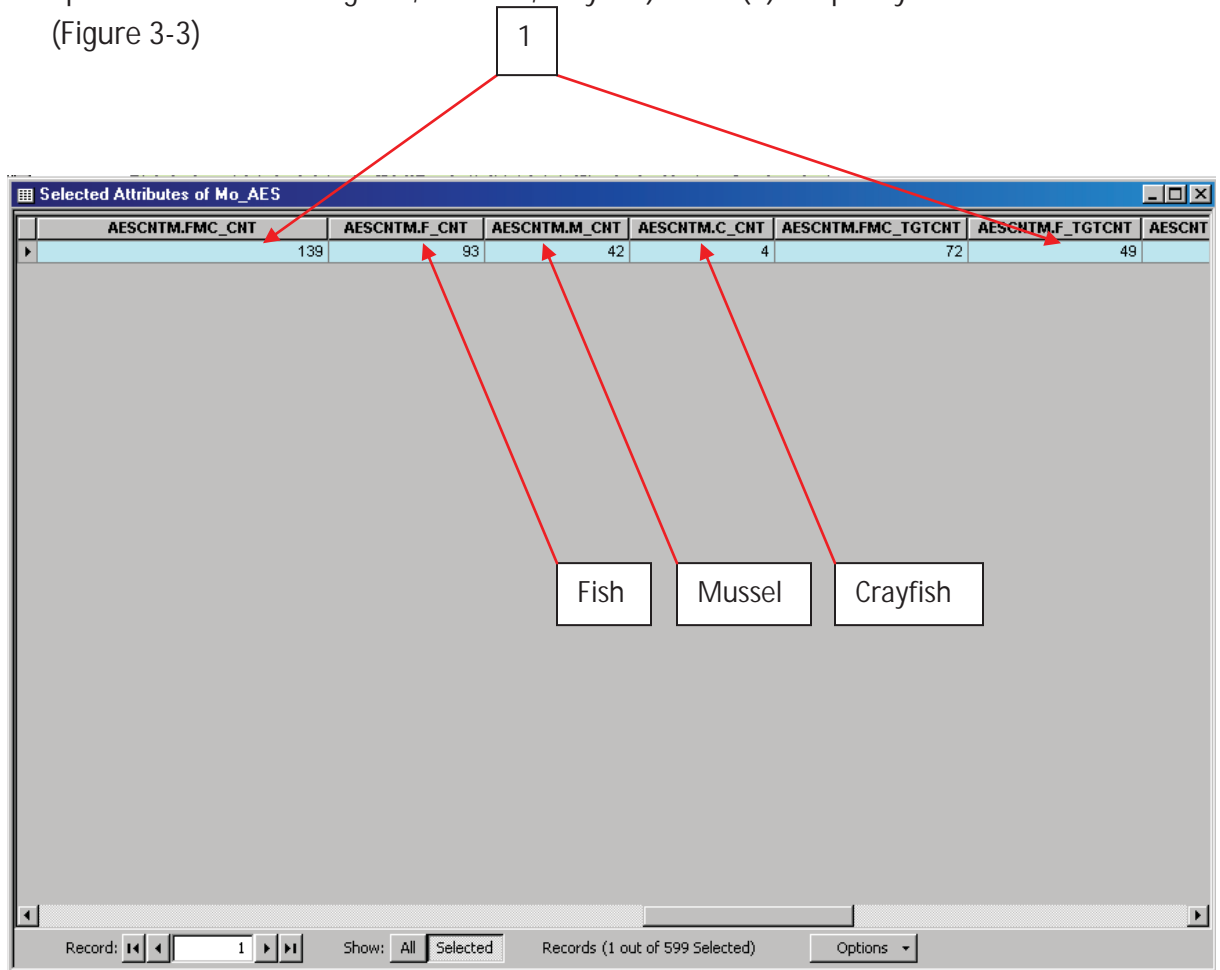 (Figure 3-3)
1
Selected Attributes of Mo_AES
AESCNTM.FMC_CNT AESCNTM.F_CNT AESCNTM.M_CNT AESCNTM.C_CNT AESCNTM.FMC_TGTCNT AESCNTM.F_TGTCNT AESCNT
139 93 42 4 72 49
Fish Mussel Crayfish
Record: 1 Show: All Selected Records (1 out of 599 Selected) Options